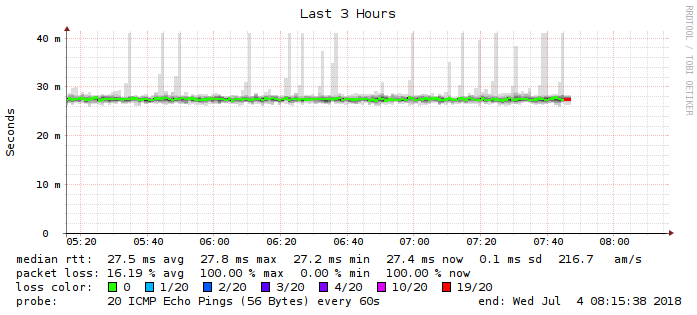 Last 3 Hours
RRDTOOL / TOBI OETIKER
Seconds
40 m
30 m
20 m
10 m
0
05:20 05:40 06:00 06:20 06:40 07:00 07:20 07:40 08:00
median rtt: 27.5 ms avg 27.8 ms max 27.2 ms min 27.4 ms now 0.1 ms sd 216.7 am/s
packet loss: 16.19 % avg 100.00 % max 0.00 % min 100.00 % now
loss color: 0 1/20 2/20 3/20 4/20 10/20 19/20
probe: 20 ICMP Echo Pings (56 Bytes) every 60s end: Wed Jul 4 08:15:38 2018